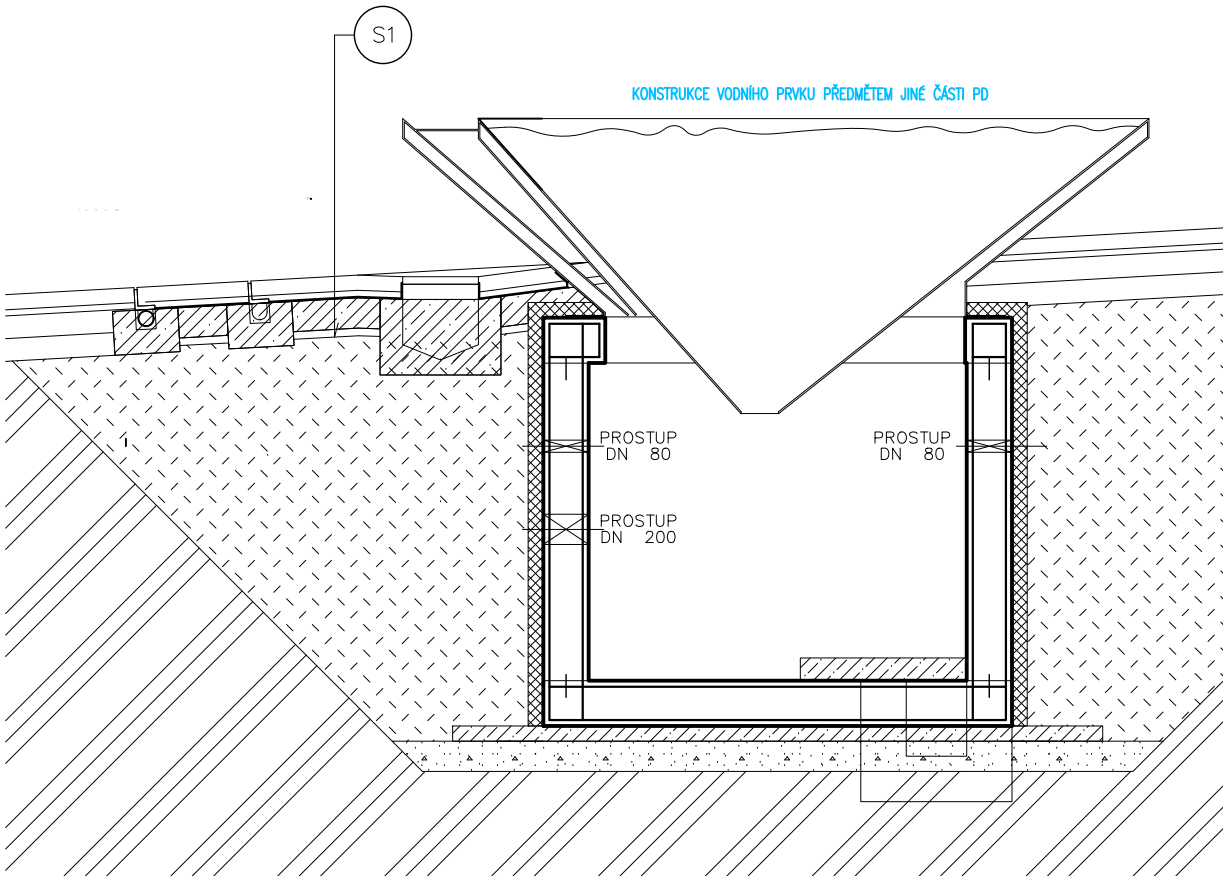 S1
KONSTRUKCE VODNÍHO PRVKU PŘEDMĚTEM JINÉ ČÁSTI PD
PROSTUP
DN 80
PROSTUP
DN 80
PROSTUP
DN 200